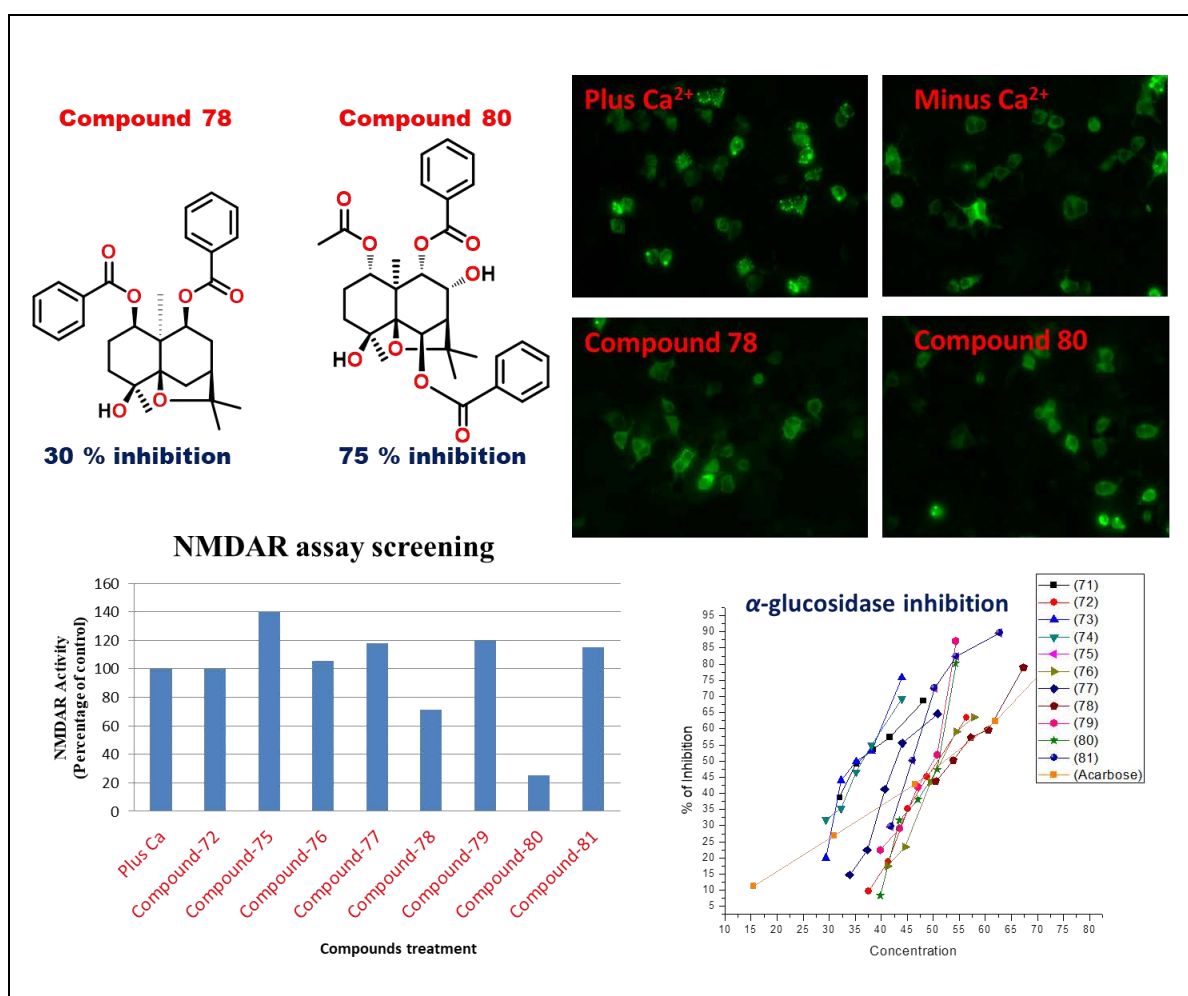 Compound 78
Compound 80
O
O
O
O
HO
O
O
O
O
O
OH
HO
O
O
O
30 % inhibition
75 % inhibition
Plus Ca²⁺
Minus Ca²⁺
Compound 78
Compound 80
NMDAR assay screening
NMDAR Activity
(Percentage of control)
160
140
120
100
80
60
40
20
0
Plus Ca
Compound-72
Compound-75
Compound-76
Compound-77
Compound-78
Compound-79
Compound-80
Compound-81
Compounds treatment
α-glucosidase inhibition
% of Inhibition
95
90
85
80
75
70
65
60
55
50
45
40
35
30
25
20
15
10
5
10 15 20 25 30 35 40 45 50 55 60 65 70 75 80
Concentration
(71)
(72)
(73)
(74)
(75)
(76)
(77)
(78)
(79)
(80)
(81)
(Acarbose)